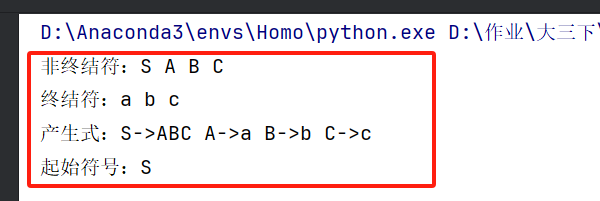 D:\Anaconda3\envs\Homo\python.exe D:\作业\大三下\
非终结符：S A B C
终结符：a b c
产生式：S->ABC A->a B->b C->c
起始符号：S